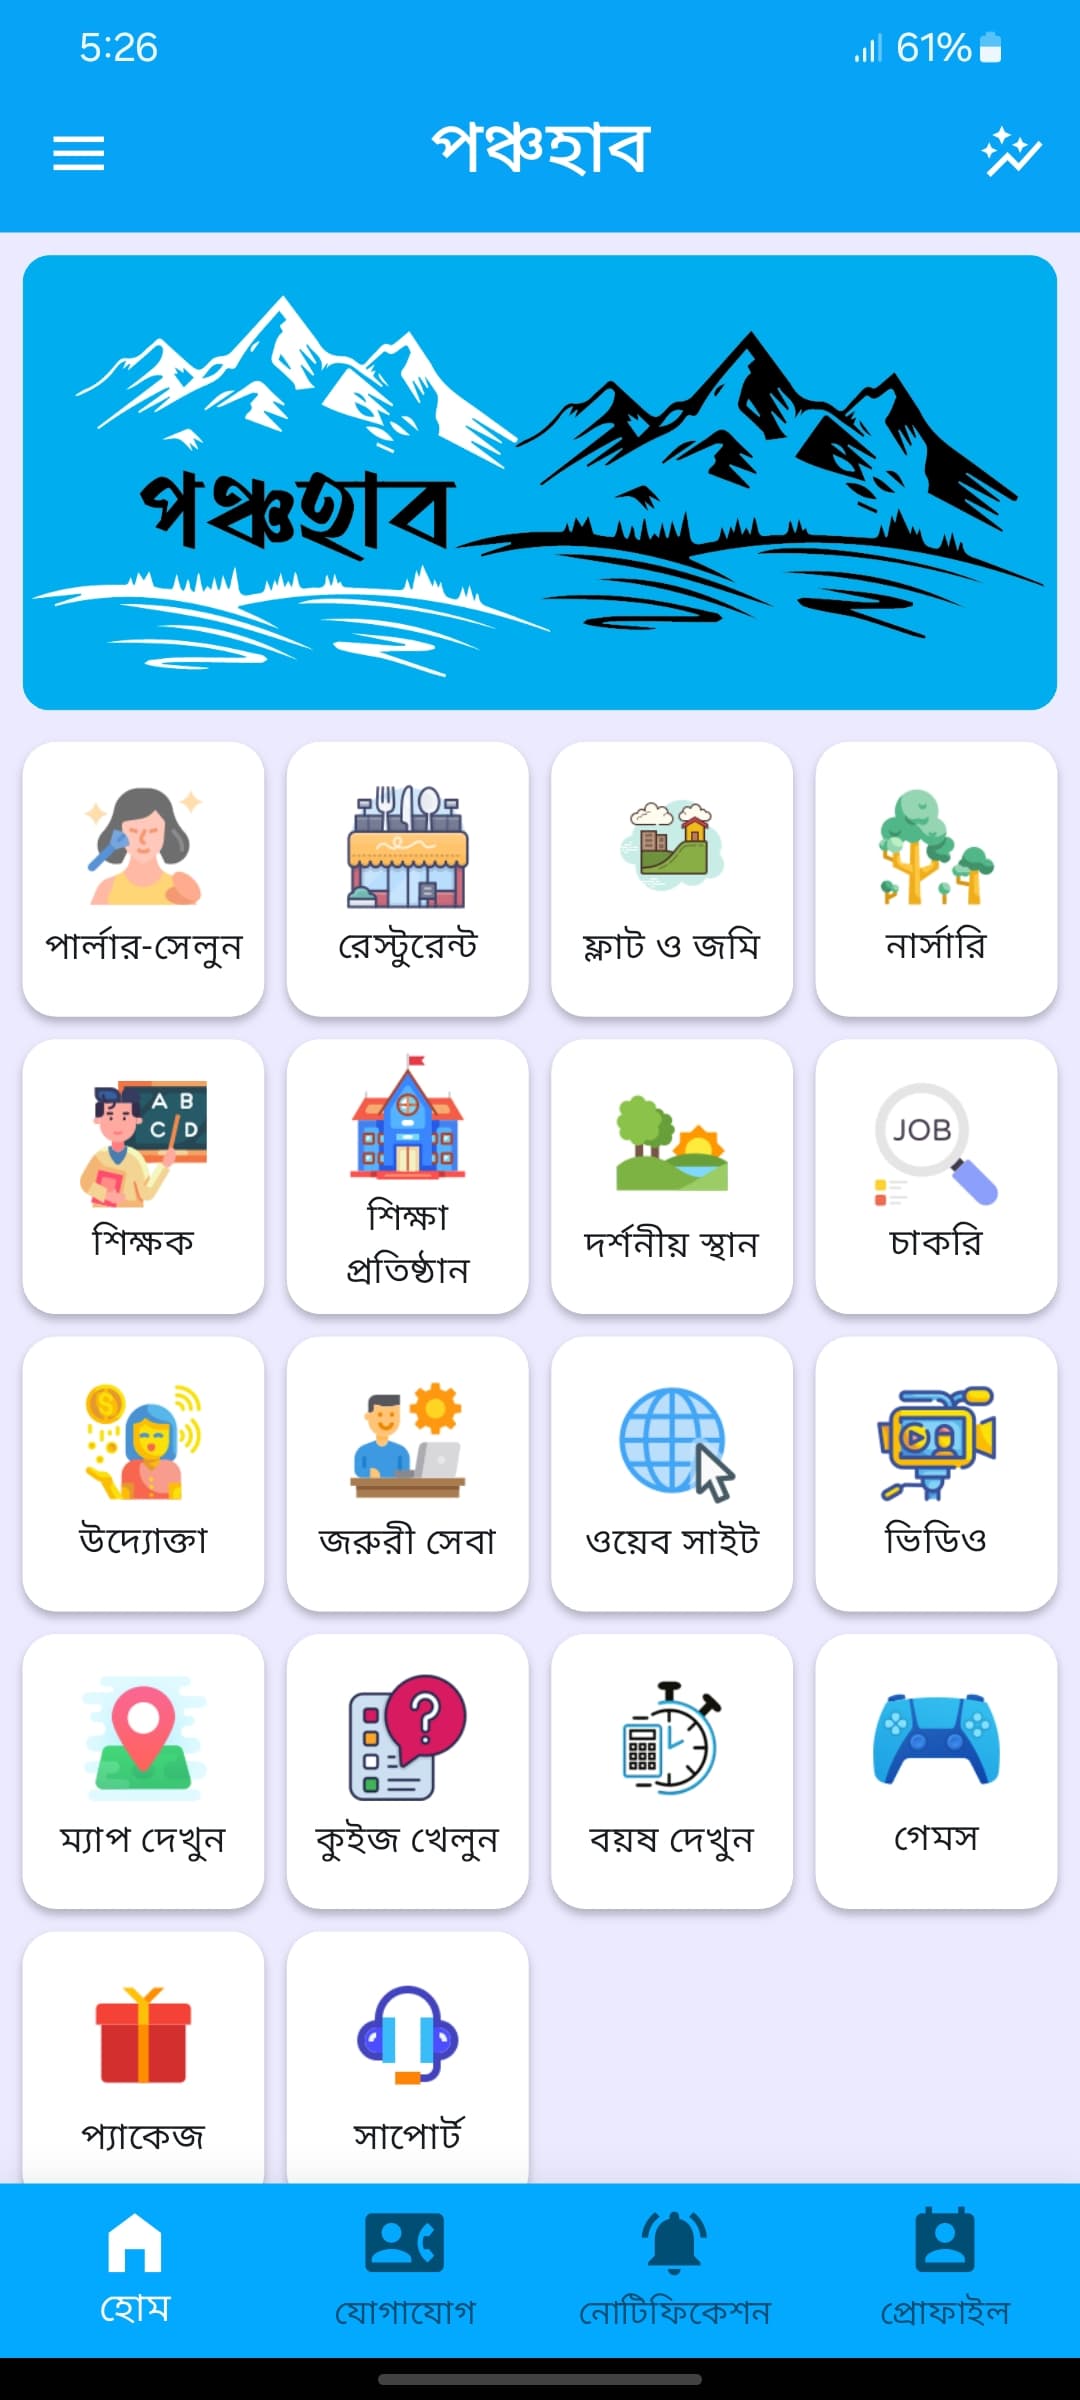 5:26
61%
পঞ্চহাব
পঞ্চহাব
পার্লার-সেলুন
রেস্টুরেন্ট
ফ্লাট ও জমি
নার্সারি
A B
C D
JOB
শিক্ষক
শিক্ষা
প্রতিষ্ঠান
দর্শনীয় স্থান
চাকরি
উদ্যোক্তা
জরুরী সেবা
ওয়েব সাইট
ভিডিও
ম্যাপ দেখুন
কুইজ খেলুন
বয়ষ দেখুন
গেমস
প্যাকেজ
সাপোর্ট
হোম
যোগাযোগ
নোটিফিকেশন
প্রোফাইল